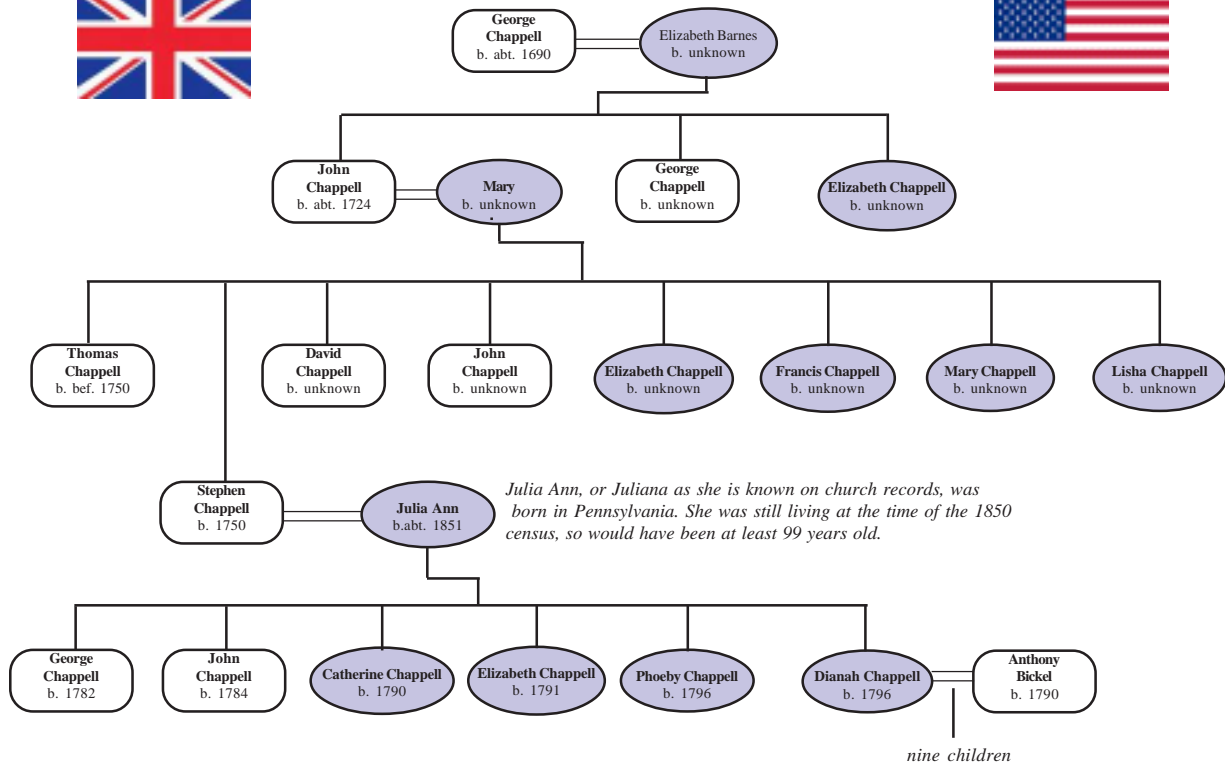 George
Chappell
b. abt. 1690
Elizabeth Barnes
b. unknown
John
Chappell
b. abt. 1724
Mary
b. unknown
George
Chappell
b. unknown
Elizabeth Chappell
b. unknown
Thomas
Chappell
b. bef. 1750
David
Chappell
b. unknown
John
Chappell
b. unknown
Elizabeth Chappell
b. unknown
Francis Chappell
b. unknown
Mary Chappell
b. unknown
Lisha Chappell
b. unknown
Stephen
Chappell
b. 1750
Julia Ann
b.abt. 1851
Julia Ann, or Juliana as she is known on church records, was
born in Pennsylvania. She was still living at the time of the 1850
census, so would have been at least 99 years old.
George
Chappell
b. 1782
John
Chappell
b. 1784
Catherine Chappell
b. 1790
Elizabeth Chappell
b. 1791
Phoeby Chappell
b. 1796
Dianah Chappell
b. 1796
Anthony
Bickel
b. 1790
nine children